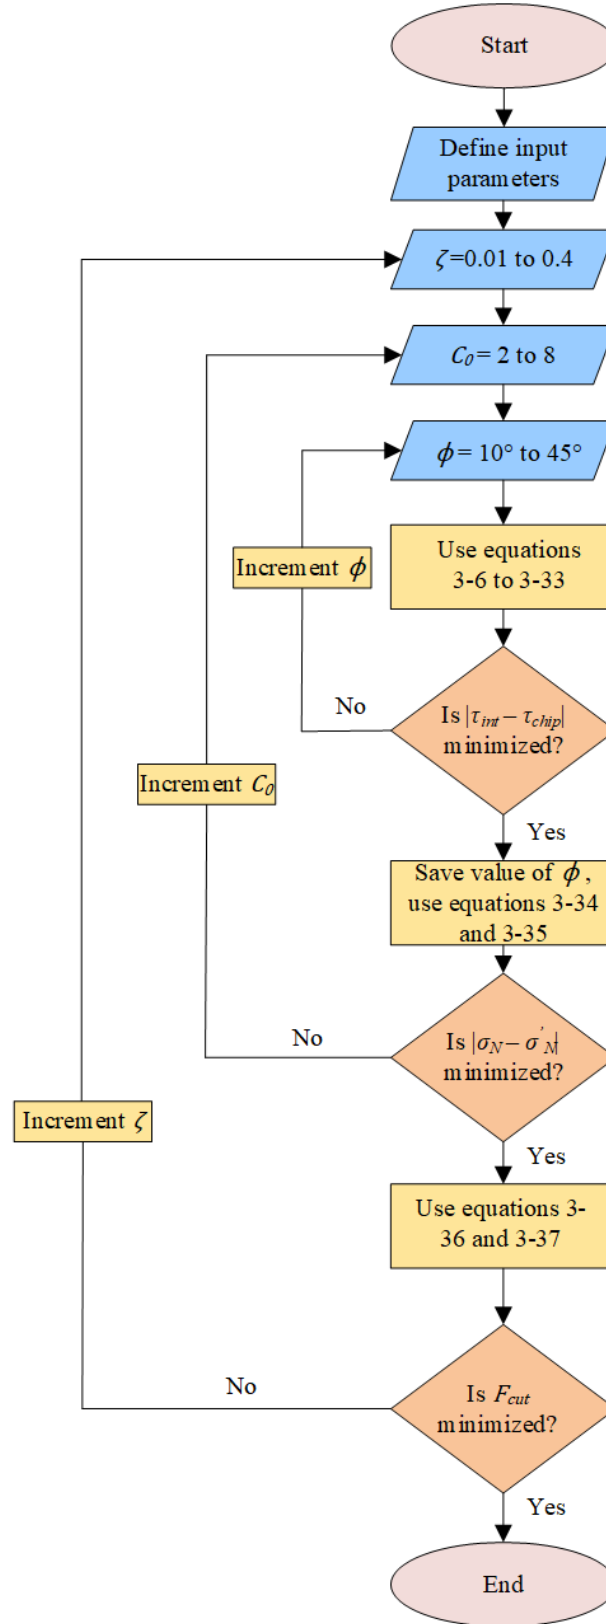 Start
Define input
parameters
ζ=0.01 to 0.4
C₀= 2 to 8
ϕ= 10° to 45°
Use equations
3-6 to 3-33
Increment ϕ
No
Is |τint – τchip|
minimized?
Increment C₀
Yes
Save value of ϕ,
use equations 3-34
and 3-35
No
Is |σN – σ'N|
minimized?
Increment ζ
Yes
Use equations 3-
36 and 3-37
No
Is Fcut
minimized?
Yes
End